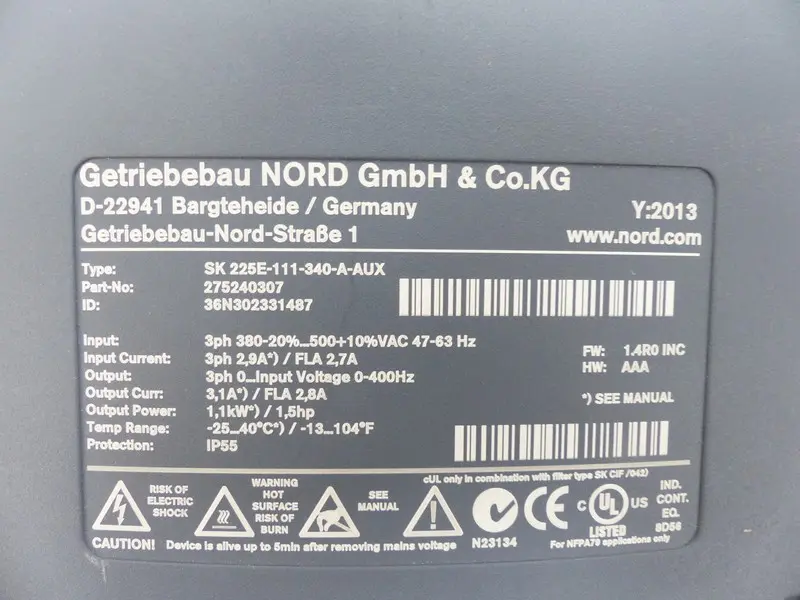 Getriebebau NORD GmbH & Co.KG
D-22941 Bargteheide / Germany Y:2013
Getriebebau-Nord-Straße 1 www.nord.com
Type: SK 225E-111-340-A-AUX
Part-No: 275240307
ID: 36N302331487
Input: 3ph 380-20%...500+10%VAC 47-63 Hz
Input Current: 3ph 2,9A*) / FLA 2,7A
Output: 3ph 0...Input Voltage 0-400Hz
Output Curr: 3,1A*) / FLA 2,8A
Output Power: 1,1kW*) / 1,5hp
Temp Range: -25...40°C*) / -13...104°F
Protection: IP55
FW: 1.4R0 INC
HW: AAA
*) SEE MANUAL
cUL only in combination with filter type SK CIF /042)
RISK OF
ELECTRIC
SHOCK
WARNING
HOT
SURFACE
RISK OF
BURN
SEE
MANUAL
CAUTION! Device is alive up to 5min after removing mains voltage
N23134
CE
C UL US
LISTED
IND.
CONT.
EQ.
8D56
For NFPA79 applications only